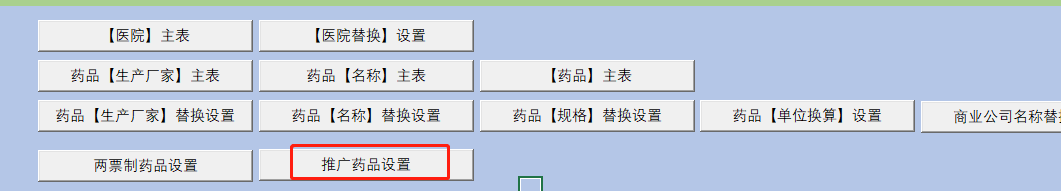 【医院】主表 【医院替换】设置
药品【生产厂家】主表 药品【名称】主表 【药品】主表
药品【生产厂家】替换设置 药品【名称】替换设置 药品【规格】替换设置 药品【单位换算】设置 商业公司名称替
两票制药品设置 推广药品设置